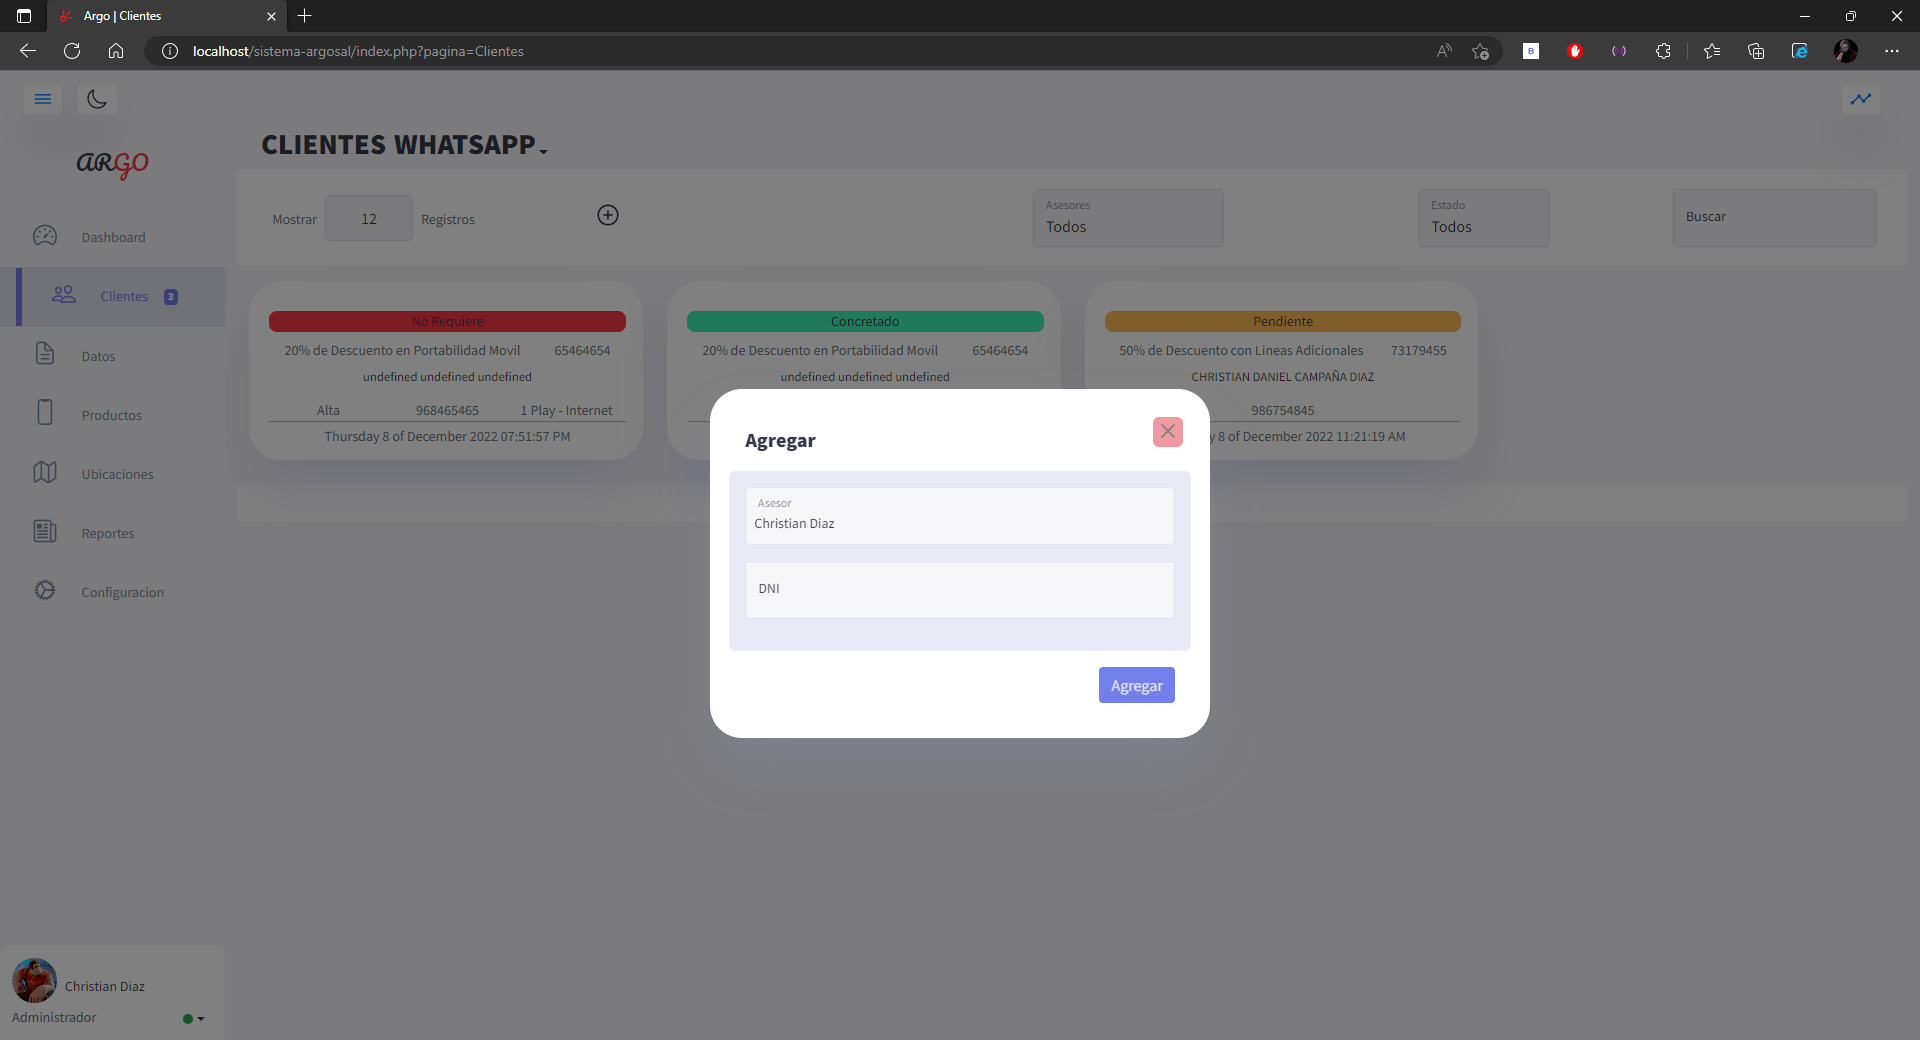 Argo | Clientes
localhost/sistema-argosal/index.php?pagina=Clientes
ARGO
CLIENTES WHATSAPP
Mostrar 12 Registros
Asesores
Todos
Estado
Todos
Buscar
Dashboard
Clientes 3
Datos
Productos
Ubicaciones
Reportes
Configuracion
No Requiere
20% de Descuento en Portabilidad Movil 65464654
undefined undefined undefined
Alta 968465465 1 Play - Internet
Thursday 8 of December 2022 07:51:57 PM
Concretado
20% de Descuento en Portabilidad Movil 65464654
undefined undefined undefined
Pendiente
50% de Descuento con Lineas Adicionales 73179455
CHRISTIAN DANIEL CAMPAÑA DIAZ
986754845
y 8 of December 2022 11:21:19 AM
Agregar
Asesor
Christian Diaz
DNI
Agregar
Christian Diaz
Administrador